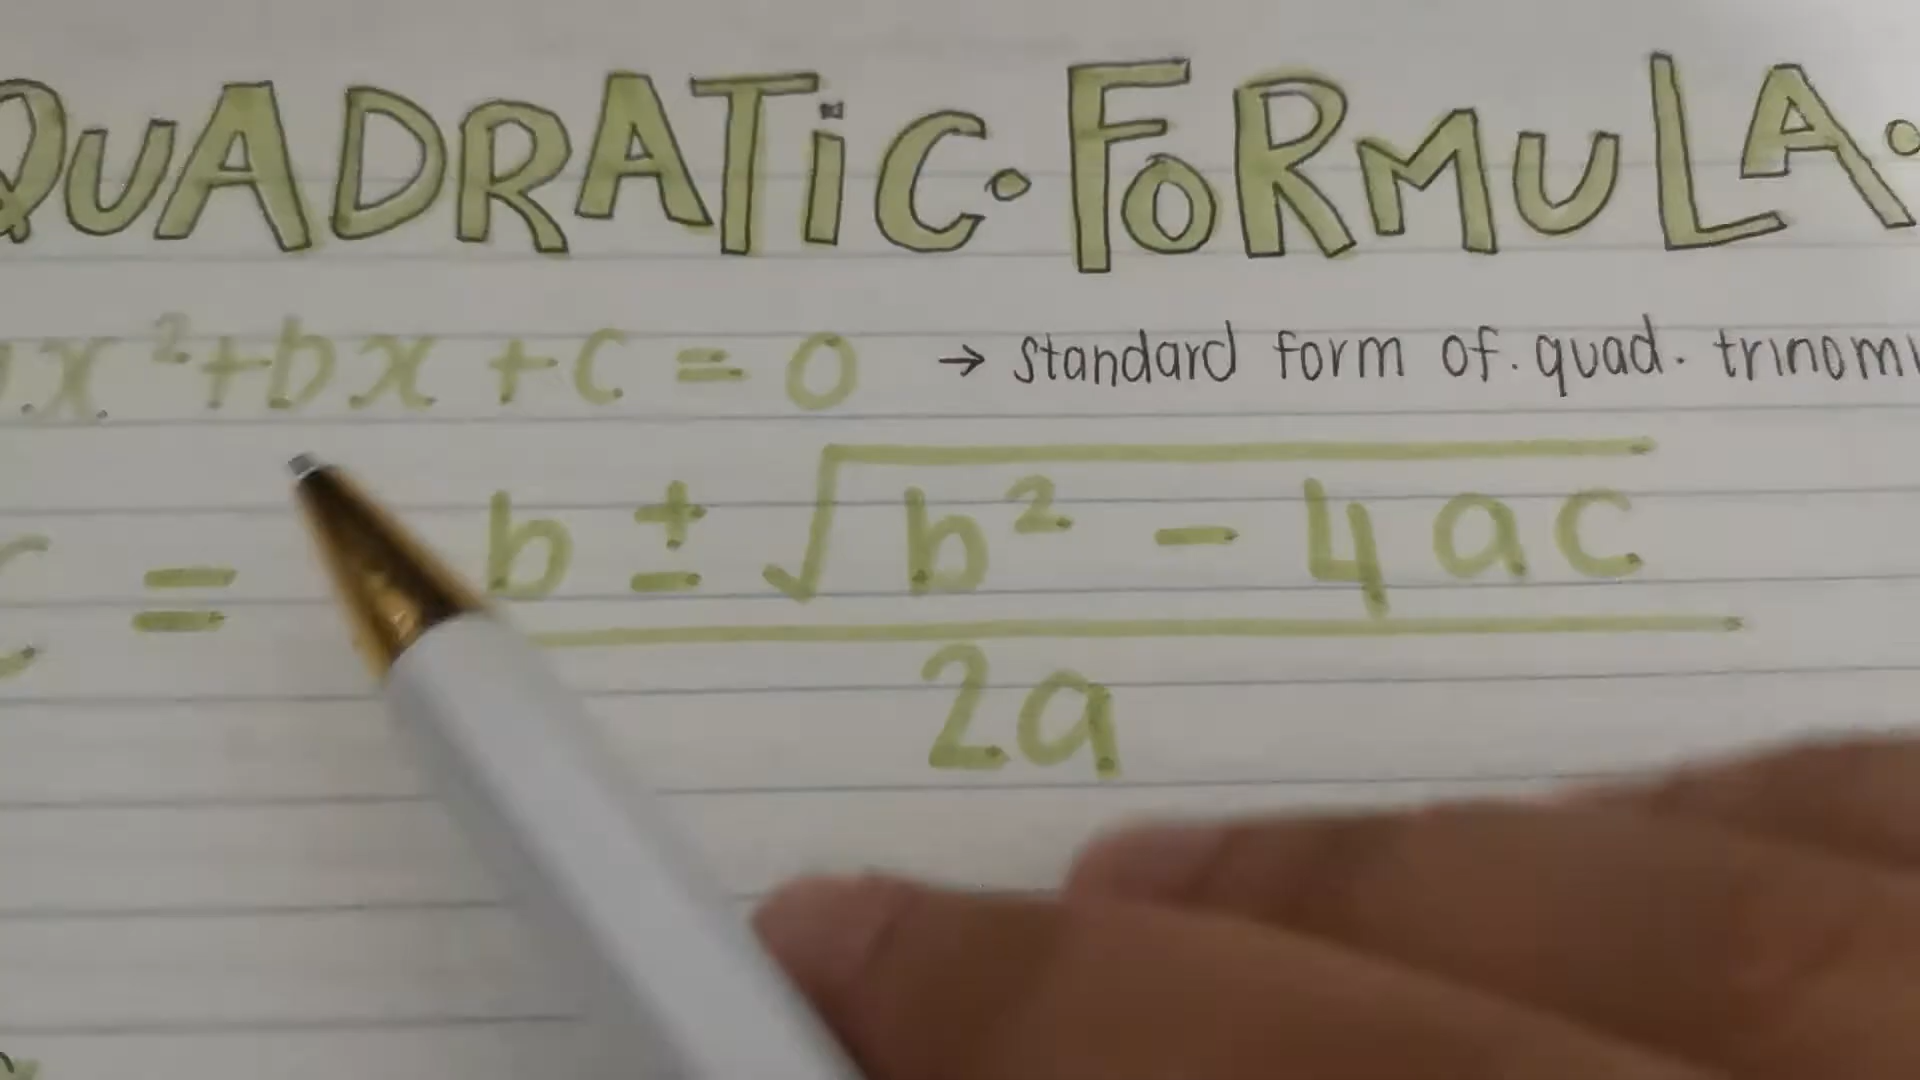 QUADRATiC. FORMULA.
x²+bx+c=0 → standard form of. quad. trinomi
= b ± √b² - 4ac
2a